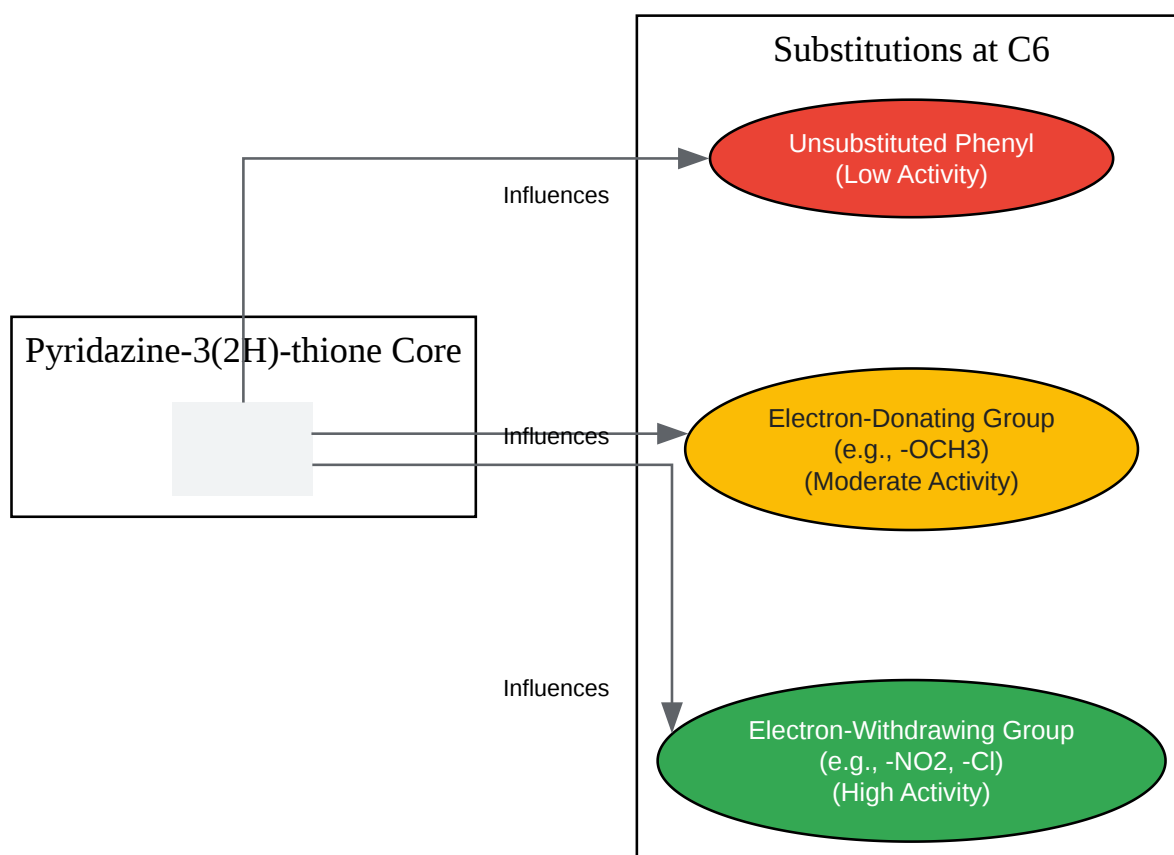 Substitutions at C6
Unsubstituted Phenyl
(Low Activity)
Influences
Pyridazine-3(2H)-thione Core
Influences
Electron-Donating Group
(e.g., -OCH3)
(Moderate Activity)
Influences
Electron-Withdrawing Group
(e.g., -NO2, -Cl)
(High Activity)